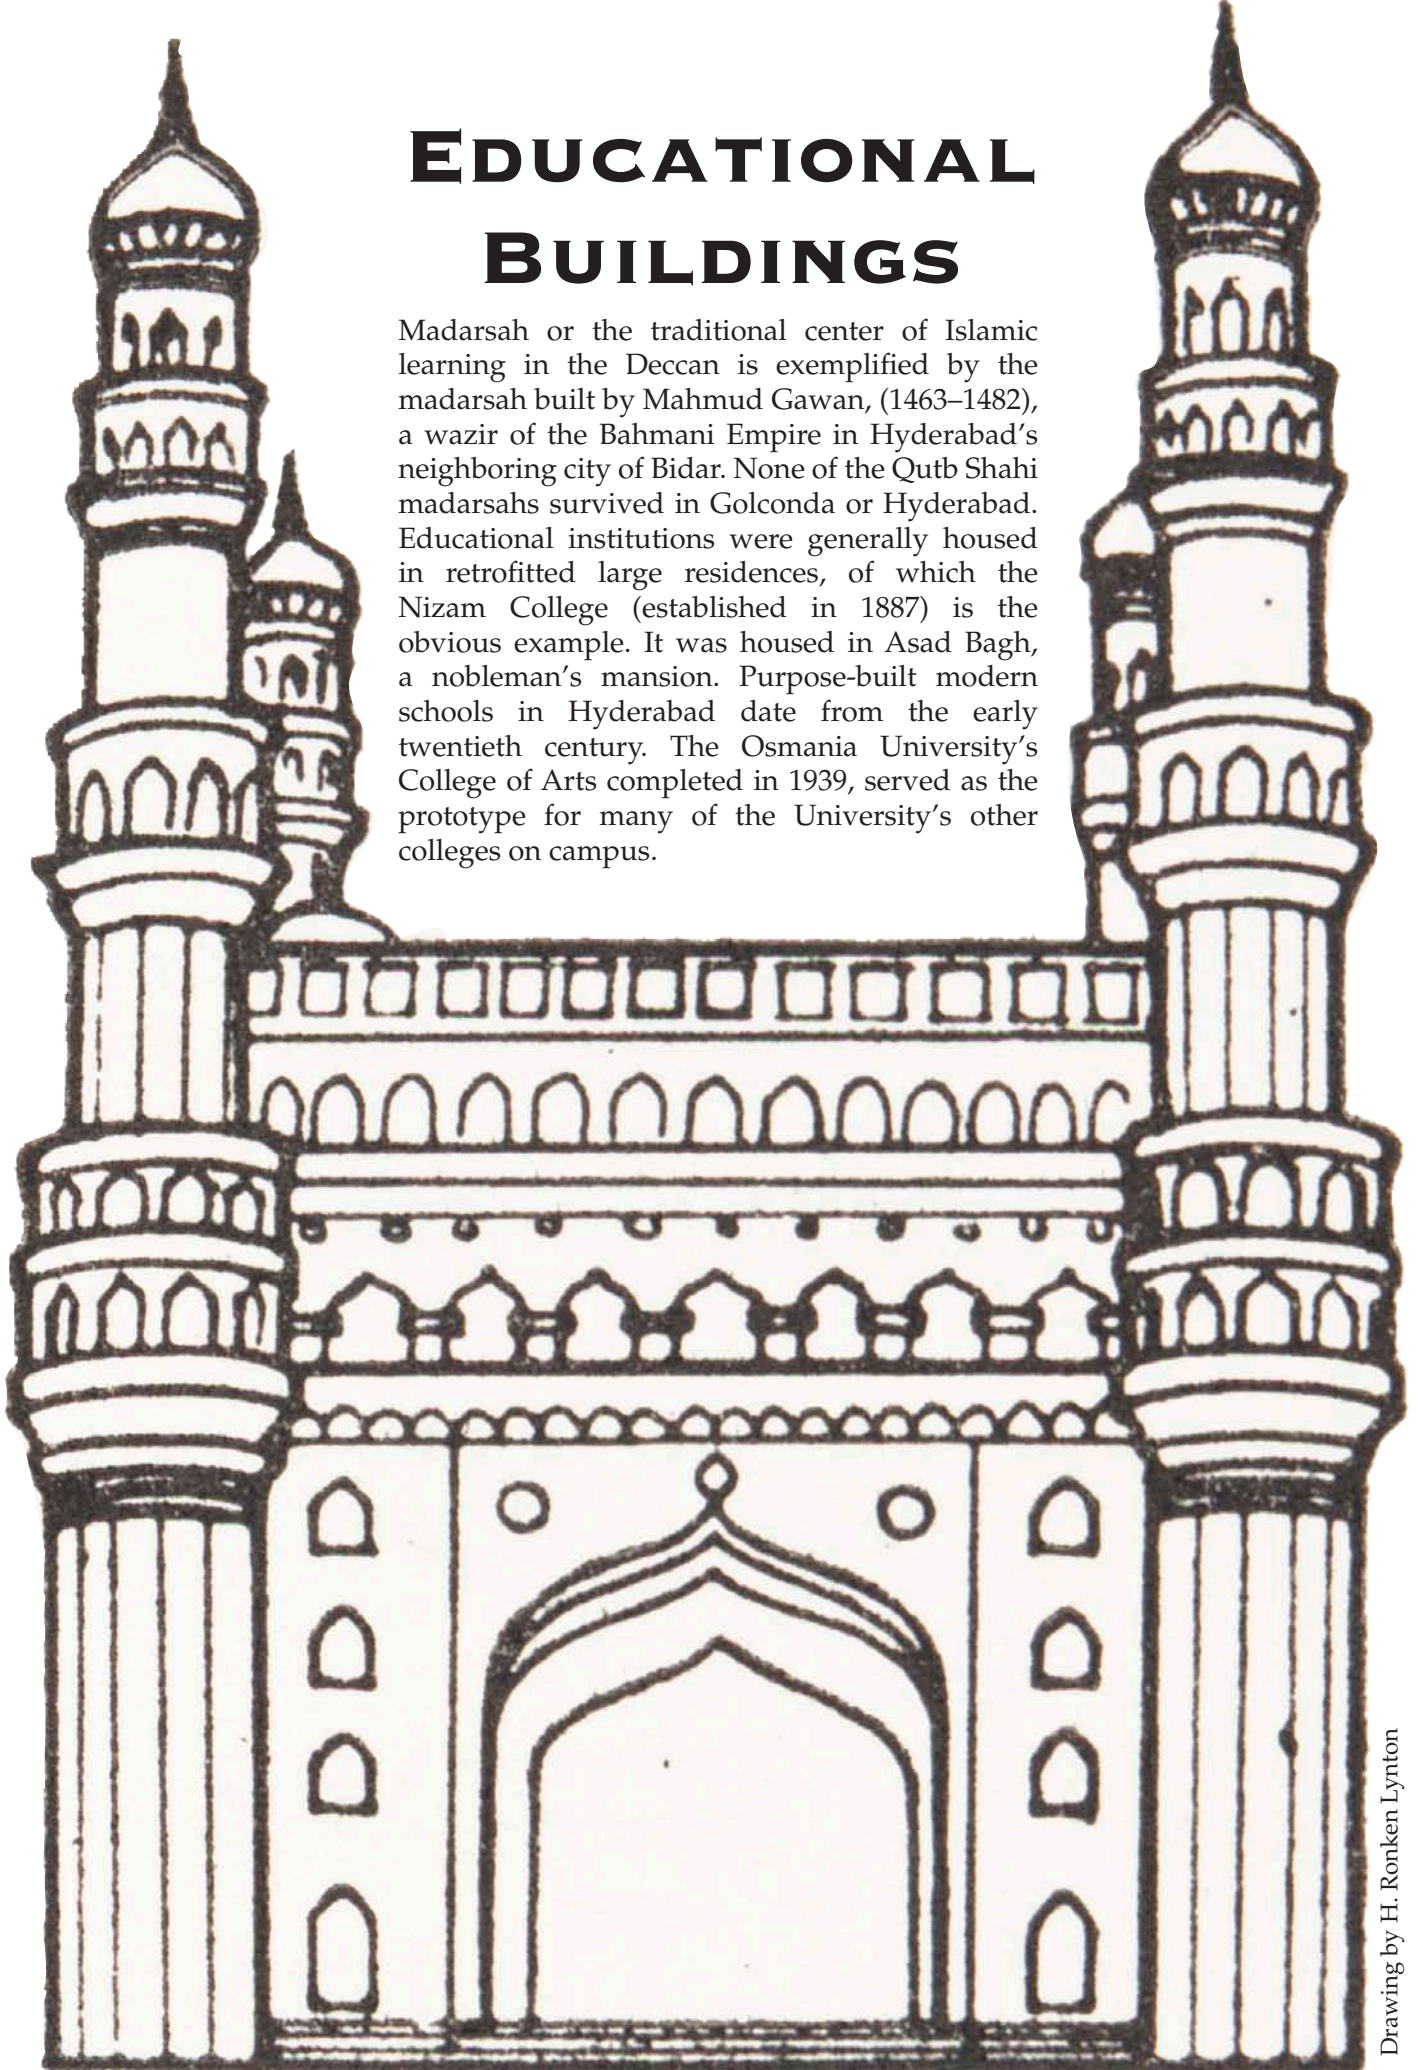 EDUCATIONAL
BUILDINGS
Madarsah or the traditional center of Islamic
learning in the Deccan is exemplified by the
madarsah built by Mahmud Gawan, (1463–1482),
a wazir of the Bahmani Empire in Hyderabad’s
neighboring city of Bidar. None of the Qutb Shahi
madarsahs survived in Golconda or Hyderabad.
Educational institutions were generally housed
in retrofitted large residences, of which the
Nizam College (established in 1887) is the
obvious example. It was housed in Asad Bagh,
a nobleman’s mansion. Purpose-built modern
schools in Hyderabad date from the early
twentieth century. The Osmania University’s
College of Arts completed in 1939, served as the
prototype for many of the University’s other
colleges on campus.
Drawing by H. Ronken Lynton